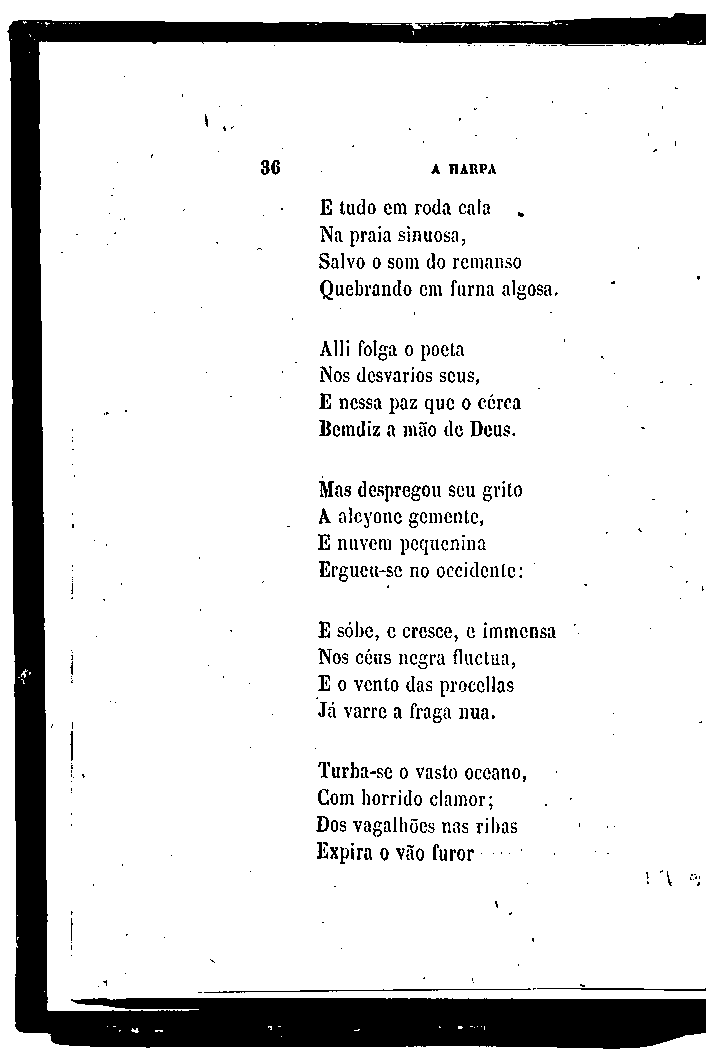 36 A HARPA
E tudo em roda cala
Na praia sinuosa,
Salvo o som do remanso
Quebrando em furna algosa.
Alli folga o poeta
Nos desvarios seus,
E nessa paz que o cérca
Bemdiz a mão de Deus.
Mas despregou seu grito
A alcyone gemente,
E nuvem pequenina
Ergueu-se no occidente:
E sóbe, e cresce, e immensa
Nos céus negra fluctua,
E o vento das procellas
Já varre a fraga nua.
Turba-se o vasto oceano,
Com horrido clamor;
Dos vagalhões nas ribas
Expira o vão furor